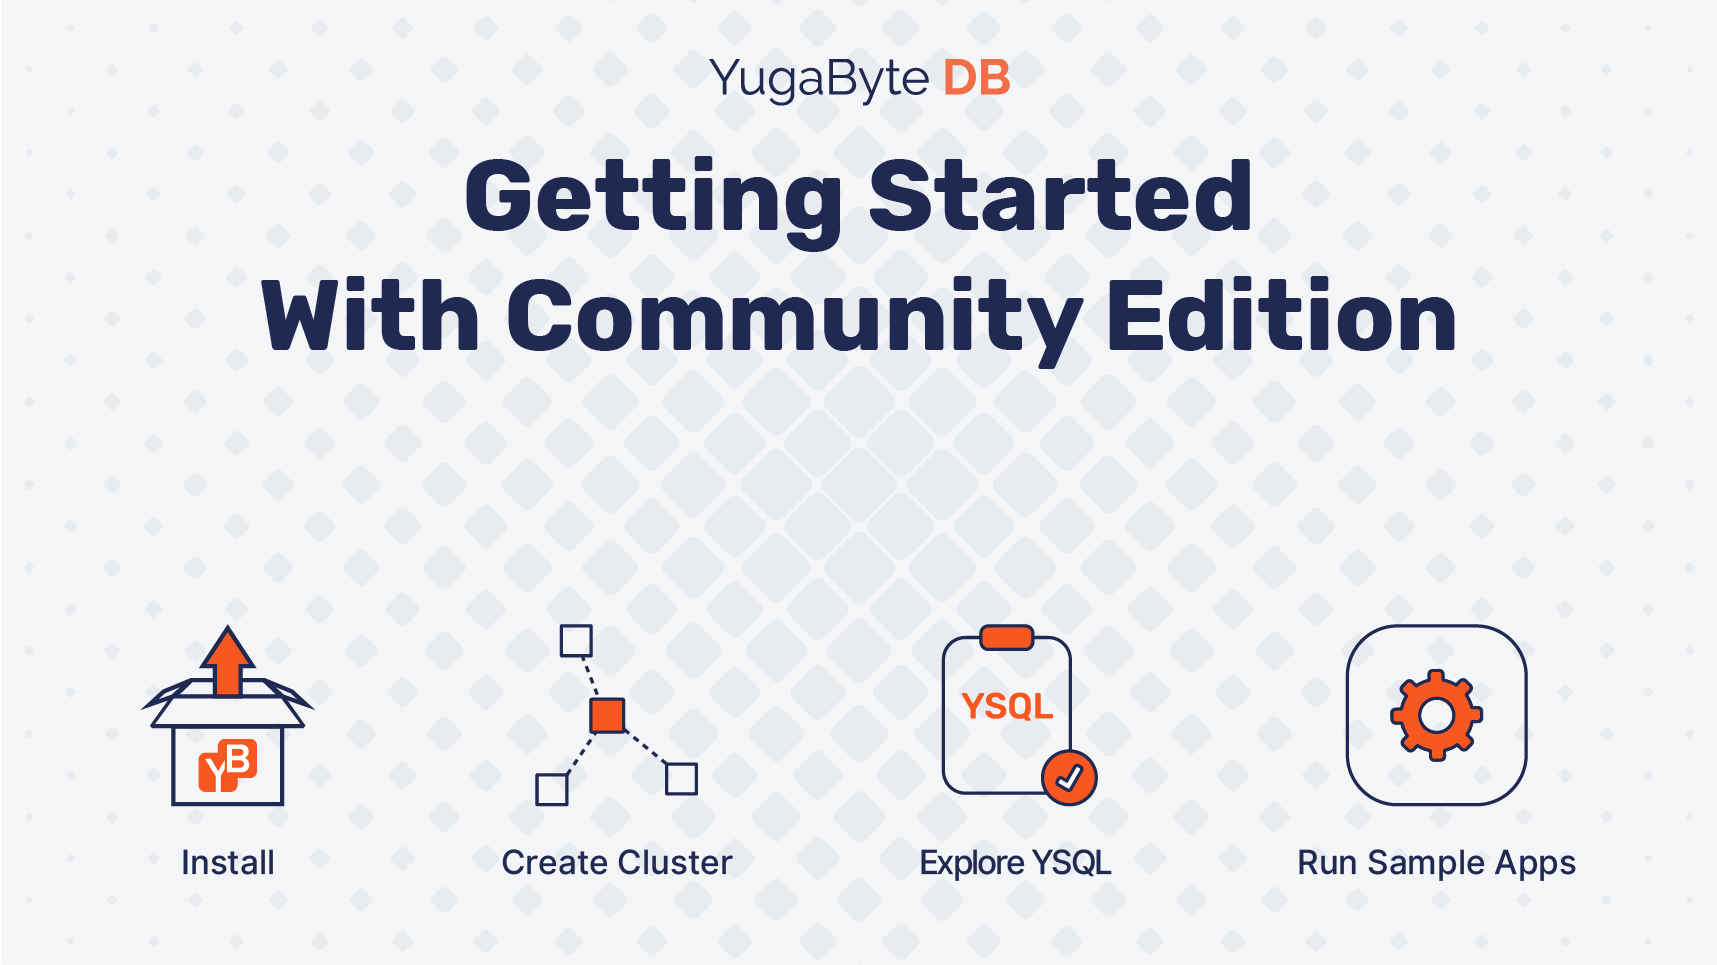 YugaByte DB
Getting Started
With Community Edition
YSQL
YB
Install
Create Cluster
Explore YSQL
Run Sample Apps